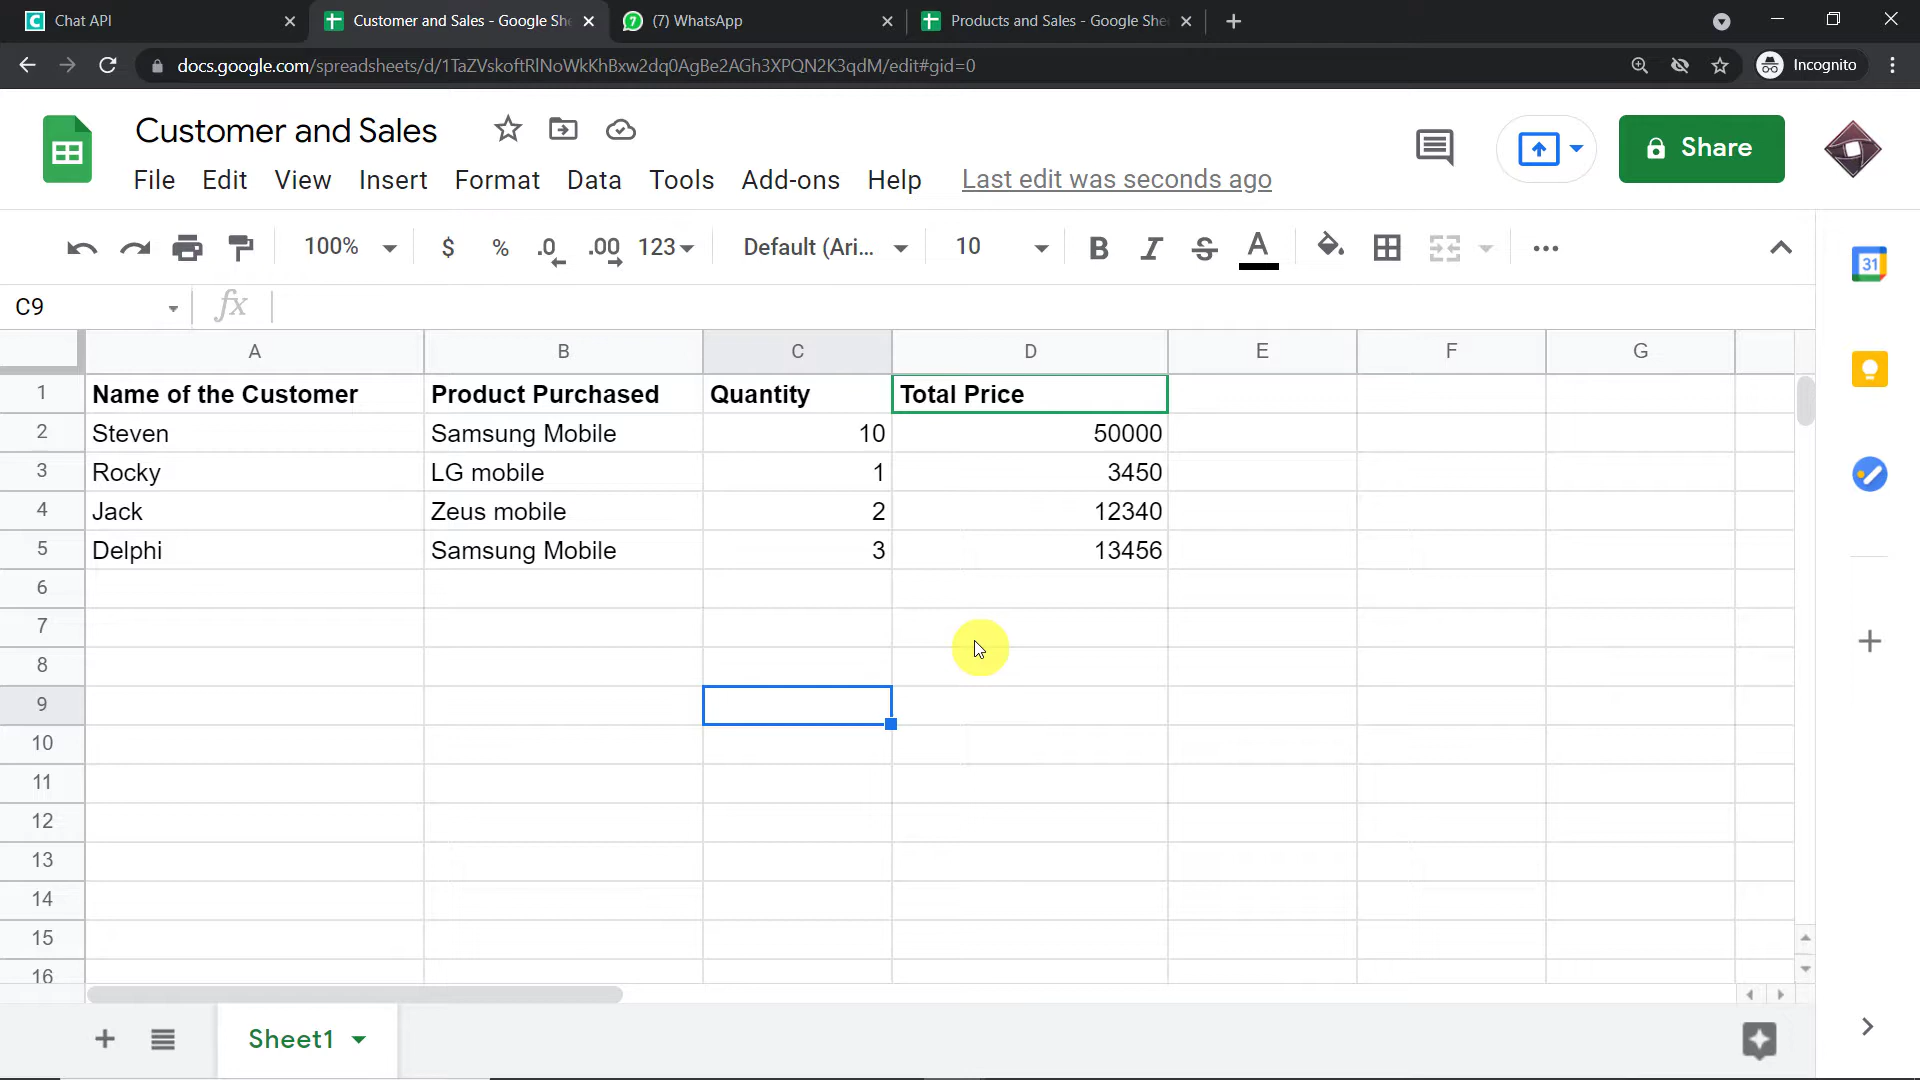 Chat API
Customer and Sales - Google She
(7) WhatsApp
Products and Sales - Google She
docs.google.com/spreadsheets/d/1TaZVskoftRlNoWkKhBxw2dq0AgBe2AGh3XPQN2K3qdM/edit#gid=0
Incognito
Customer and Sales
Share
File Edit View Insert Format Data Tools Add-ons Help Last edit was seconds ago
100% $ % .0 .00 123 Default (Ari... 10 B I S A
31
C9 fx
A B C D E F G
1 Name of the Customer Product Purchased Quantity Total Price
2 Steven Samsung Mobile 10 50000
3 Rocky LG mobile 1 3450
4 Jack Zeus mobile 2 12340
5 Delphi Samsung Mobile 3 13456
6
7
8
9
10
11
12
13
14
15
16
Sheet1